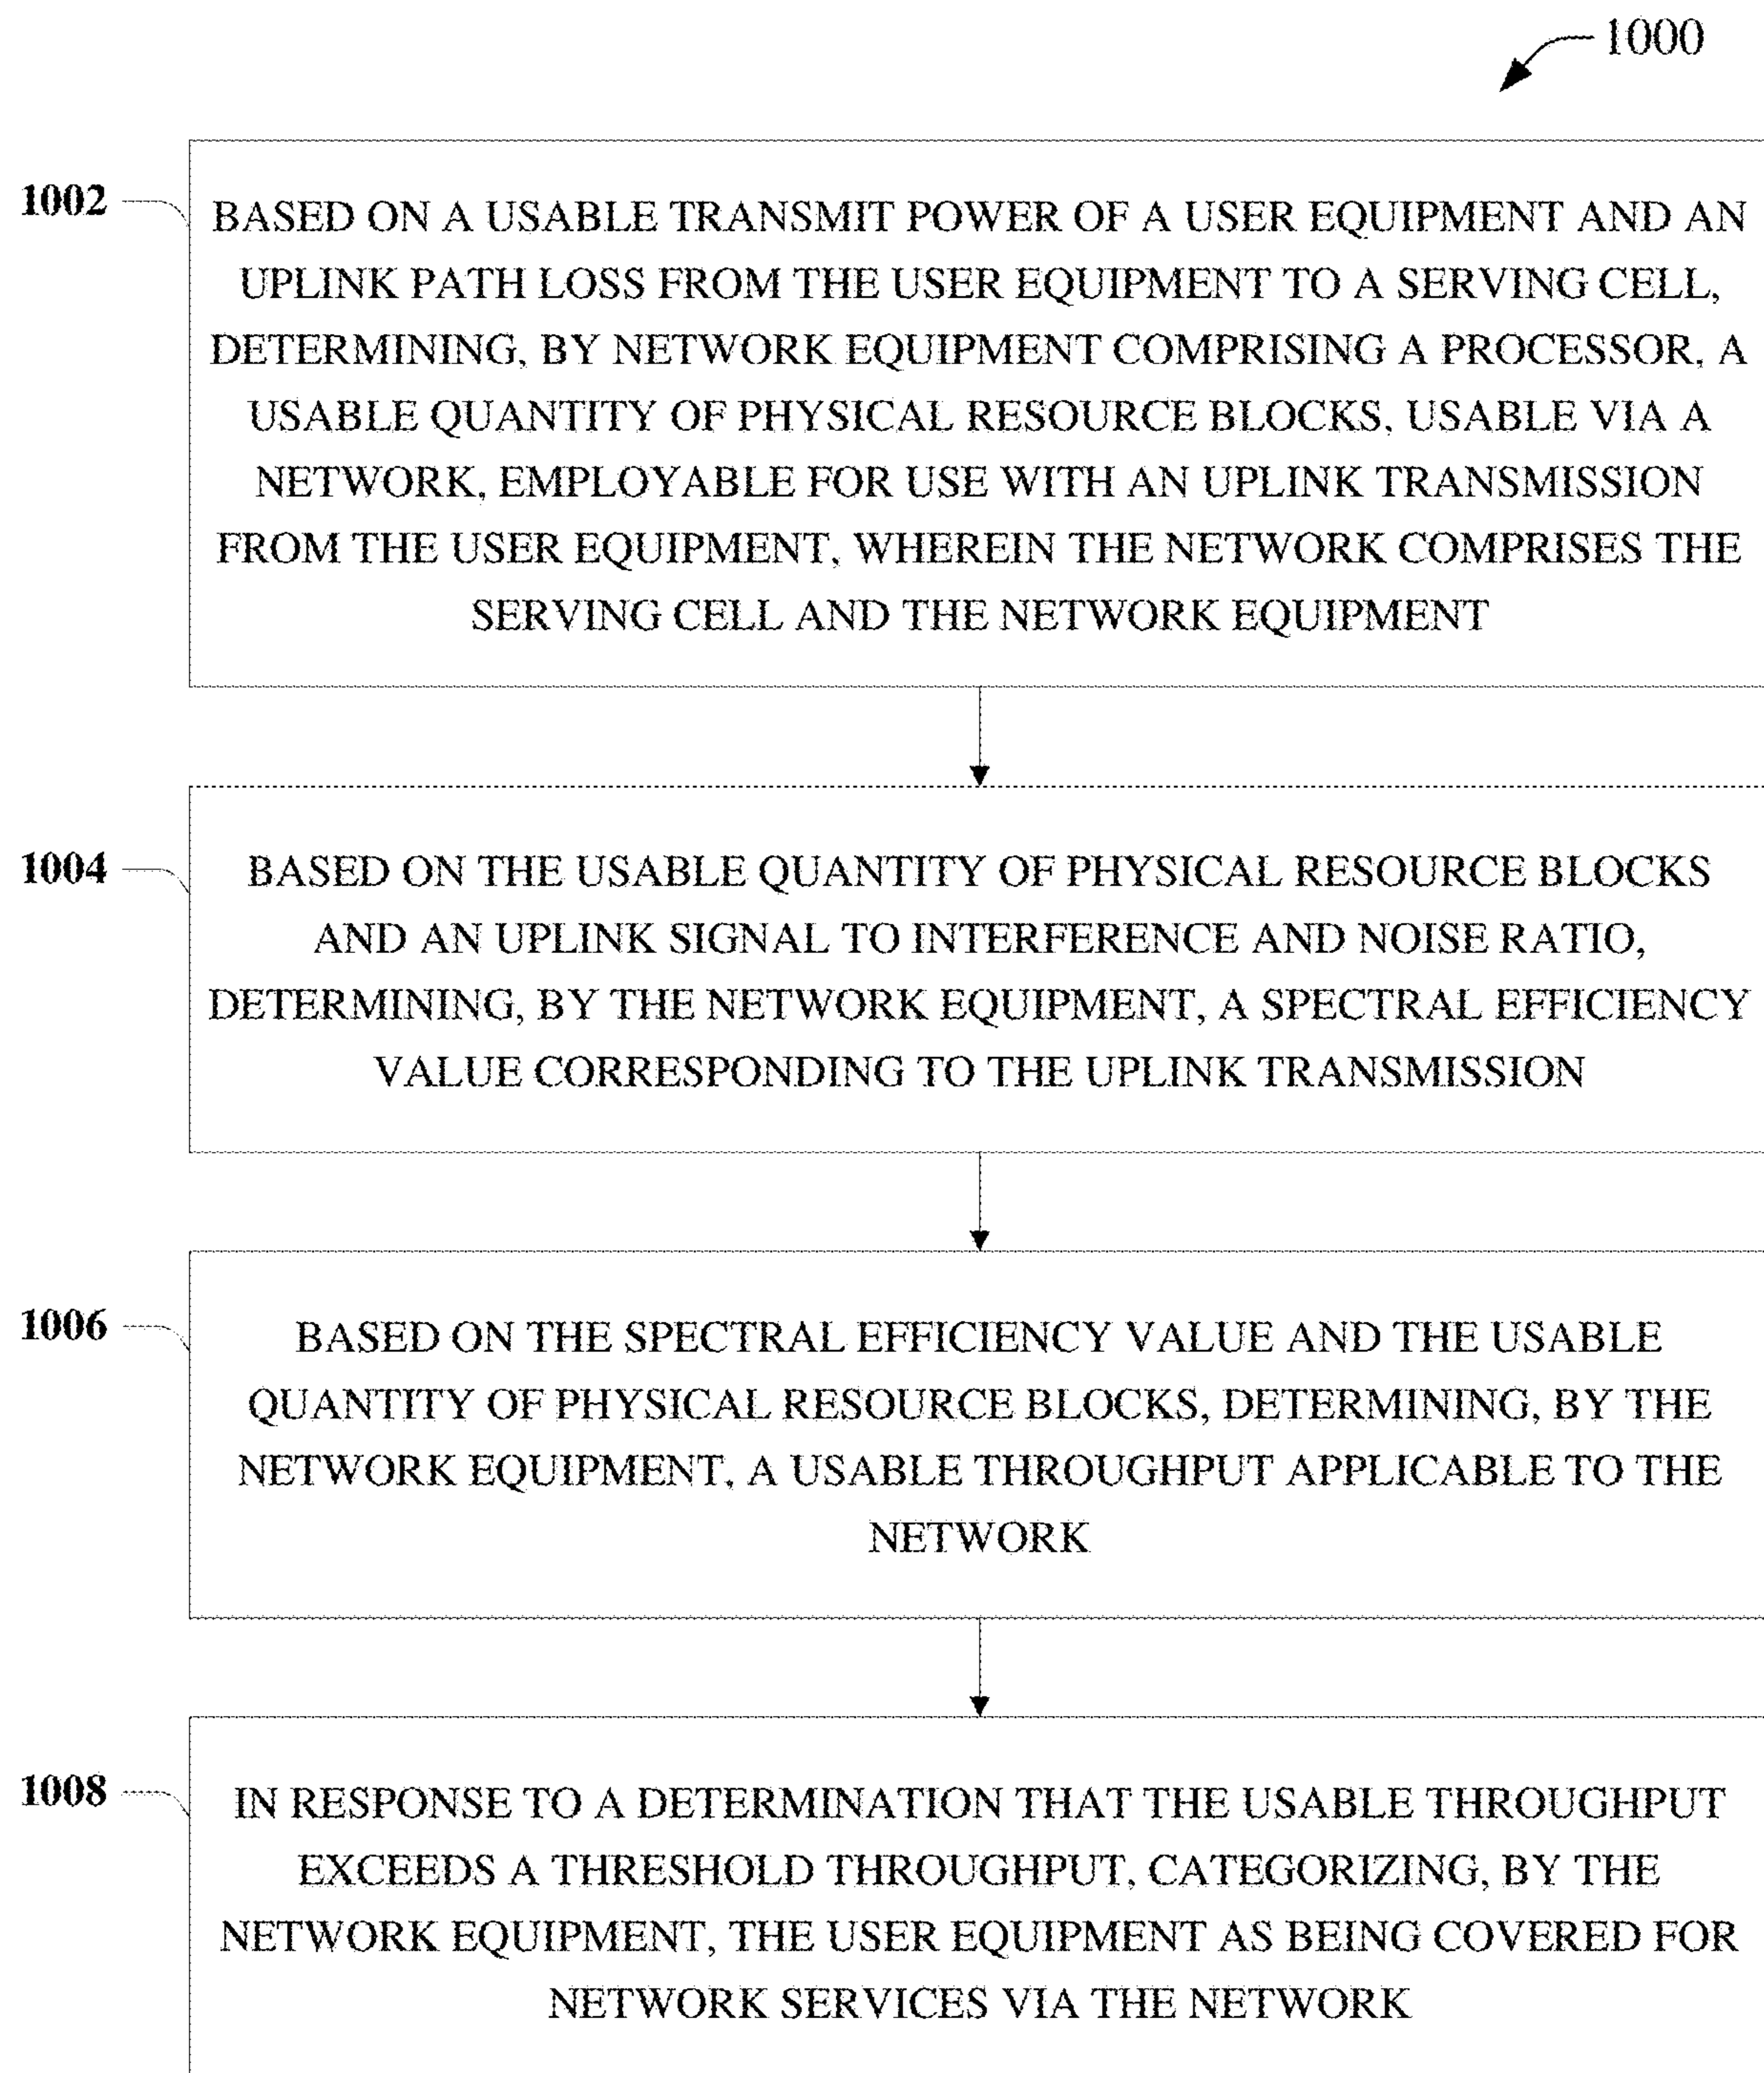 1000
1002
BASED ON A USABLE TRANSMIT POWER OF A USER EQUIPMENT AND AN
UPLINK PATH LOSS FROM THE USER EQUIPMENT TO A SERVING CELL,
DETERMINING, BY NETWORK EQUIPMENT COMPRISING A PROCESSOR, A
USABLE QUANTITY OF PHYSICAL RESOURCE BLOCKS, USABLE VIA A
NETWORK, EMPLOYABLE FOR USE WITH AN UPLINK TRANSMISSION
FROM THE USER EQUIPMENT, WHEREIN THE NETWORK COMPRISES THE
SERVING CELL AND THE NETWORK EQUIPMENT
1004
BASED ON THE USABLE QUANTITY OF PHYSICAL RESOURCE BLOCKS
AND AN UPLINK SIGNAL TO INTERFERENCE AND NOISE RATIO,
DETERMINING, BY THE NETWORK EQUIPMENT, A SPECTRAL EFFICIENCY
VALUE CORRESPONDING TO THE UPLINK TRANSMISSION
1006
BASED ON THE SPECTRAL EFFICIENCY VALUE AND THE USABLE
QUANTITY OF PHYSICAL RESOURCE BLOCKS, DETERMINING, BY THE
NETWORK EQUIPMENT, A USABLE THROUGHPUT APPLICABLE TO THE
NETWORK
1008
IN RESPONSE TO A DETERMINATION THAT THE USABLE THROUGHPUT
EXCEEDS A THRESHOLD THROUGHPUT, CATEGORIZING, BY THE
NETWORK EQUIPMENT, THE USER EQUIPMENT AS BEING COVERED FOR
NETWORK SERVICES VIA THE NETWORK